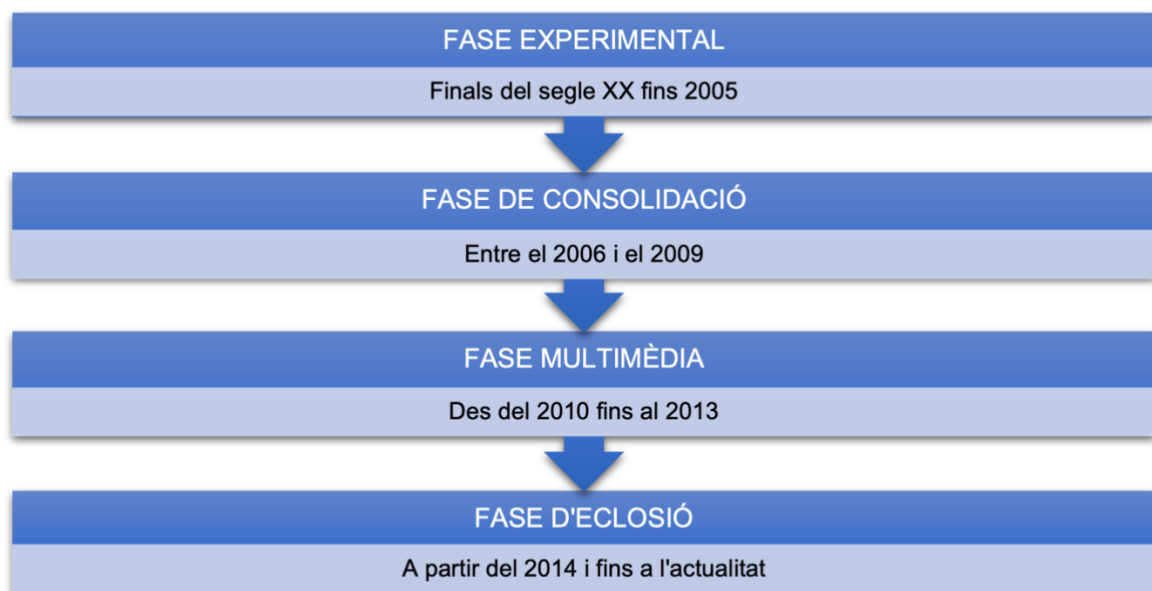 FASE EXPERIMENTAL
Finals del segle XX fins 2005
FASE DE CONSOLIDACIÓ
Entre el 2006 i el 2009
FASE MULTIMÈDIA
Des del 2010 fins al 2013
FASE D'ECLOSIÓ
A partir del 2014 i fins a l'actualitat